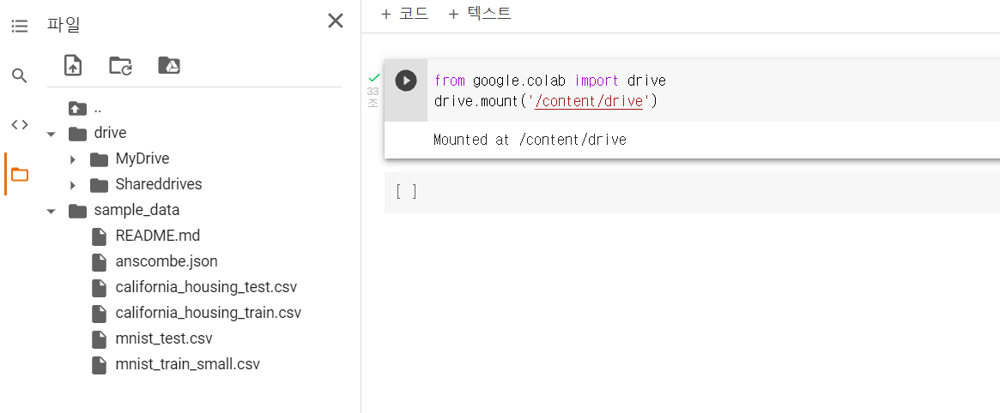 파일
..
drive
MyDrive
Shareddrives
sample_data
README.md
anscombe.json
california_housing_test.csv
california_housing_train.csv
mnist_test.csv
mnist_train_small.csv
+ 코드 + 텍스트
33
초
from google.colab import drive
drive.mount('/content/drive')
Mounted at /content/drive
[ ]